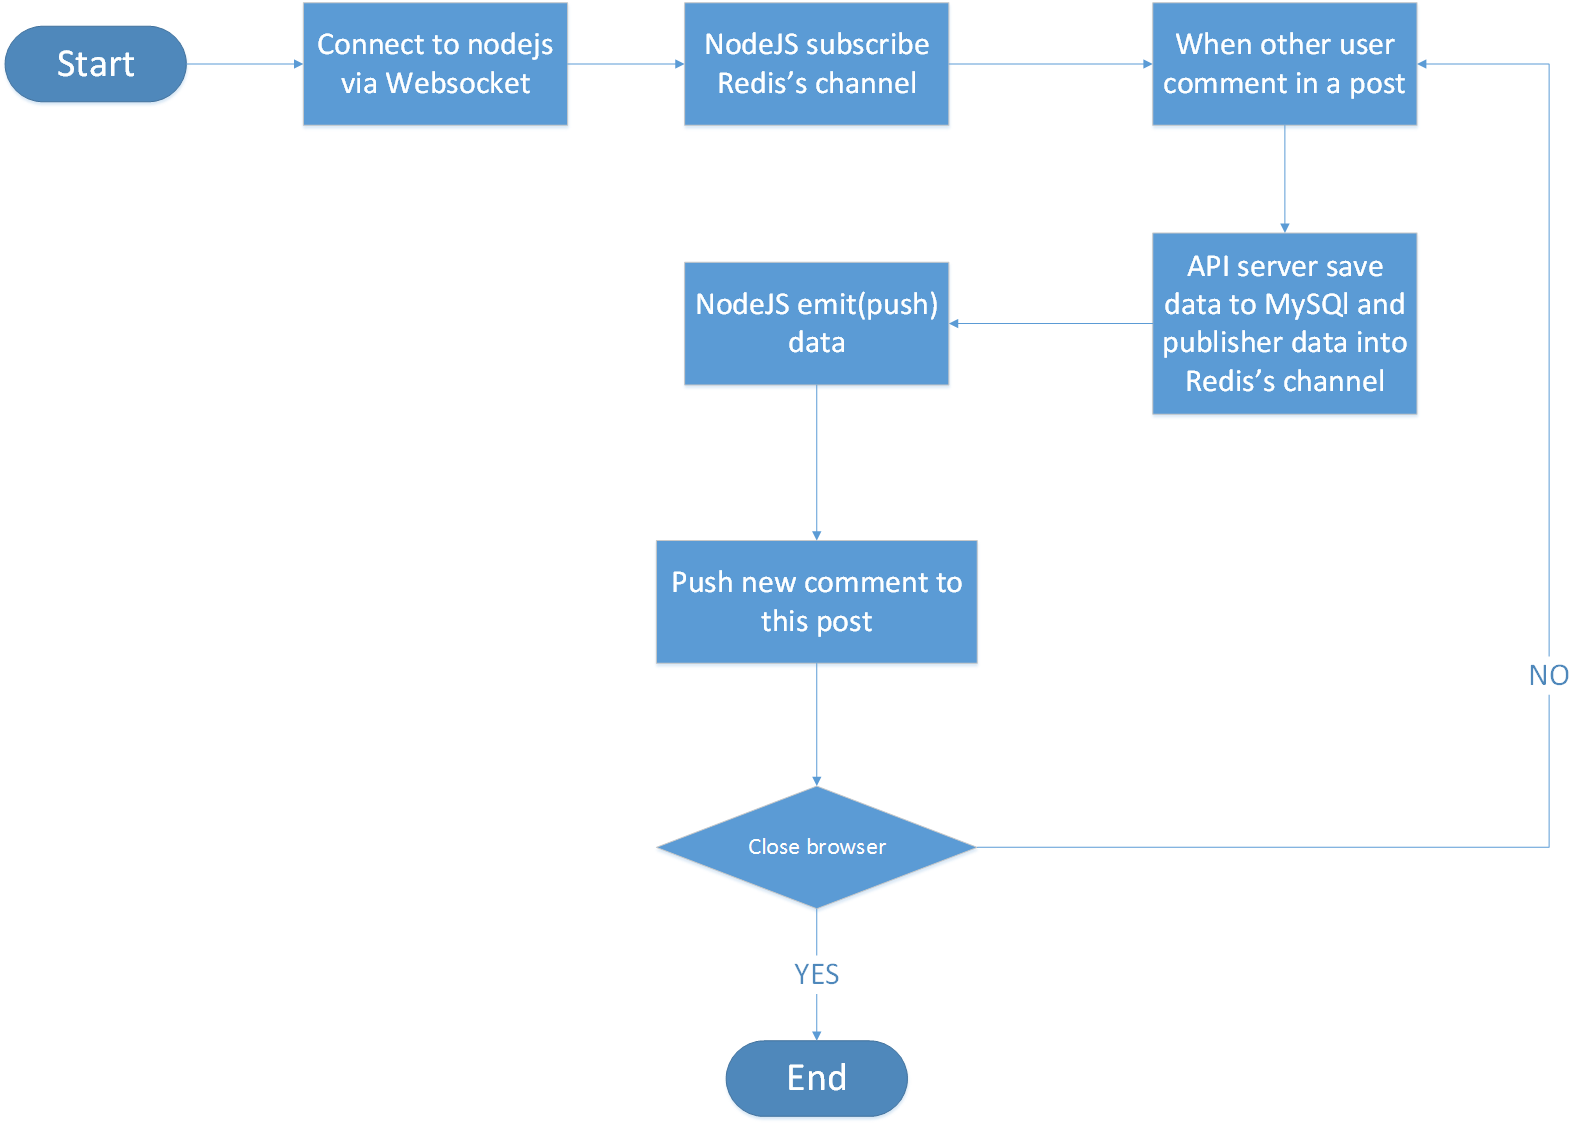 Start
Connect to nodejs
via Websocket
NodeJS subscribe
Redis’s channel
When other user
comment in a post
API server save
data to MySQl and
publisher data into
Redis’s channel
NodeJS emit(push)
data
Push new comment to
this post
Close browser
NO
YES
End